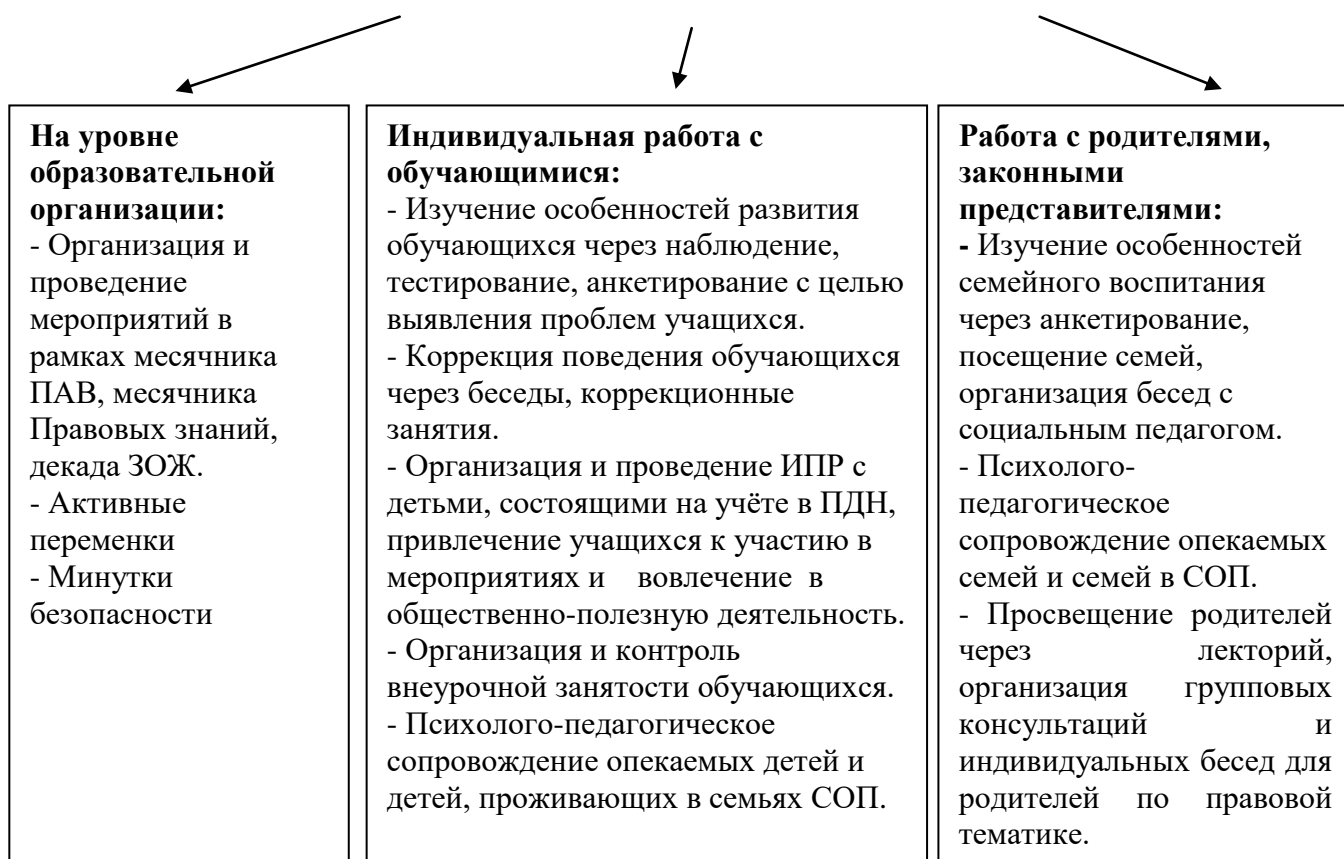 На уровне
образовательной
организации:
- Организация и
проведение
мероприятий в
рамках месячника
ПАВ, месячника
Правовых знаний,
декада ЗОЖ.
- Активные
переменки
- Минутки
безопасности
Индивидуальная работа с
обучающимися:
- Изучение особенностей развития
обучающихся через наблюдение,
тестирование, анкетирование с целью
выявления проблем учащихся.
- Коррекция поведения обучающихся
через беседы, коррекционные
занятия.
- Организация и проведение ИПР с
детьми, состоящими на учёте в ПДН,
привлечение учащихся к участию в
мероприятиях и вовлечение в
общественно-полезную деятельность.
- Организация и контроль
внеурочной занятости обучающихся.
- Психолого-педагогическое
сопровождение опекаемых детей и
детей, проживающих в семьях СОП.
Работа с родителями,
законными
представителями:
- Изучение особенностей
семейного воспитания
через анкетирование,
посещение семей,
организация бесед с
социальным педагогом.
- Психолого-
педагогическое
сопровождение опекаемых
семей и семей в СОП.
- Просвещение родителей
через лекторий,
организация групповых
консультаций и
индивидуальных бесед для
родителей по правовой
тематике.